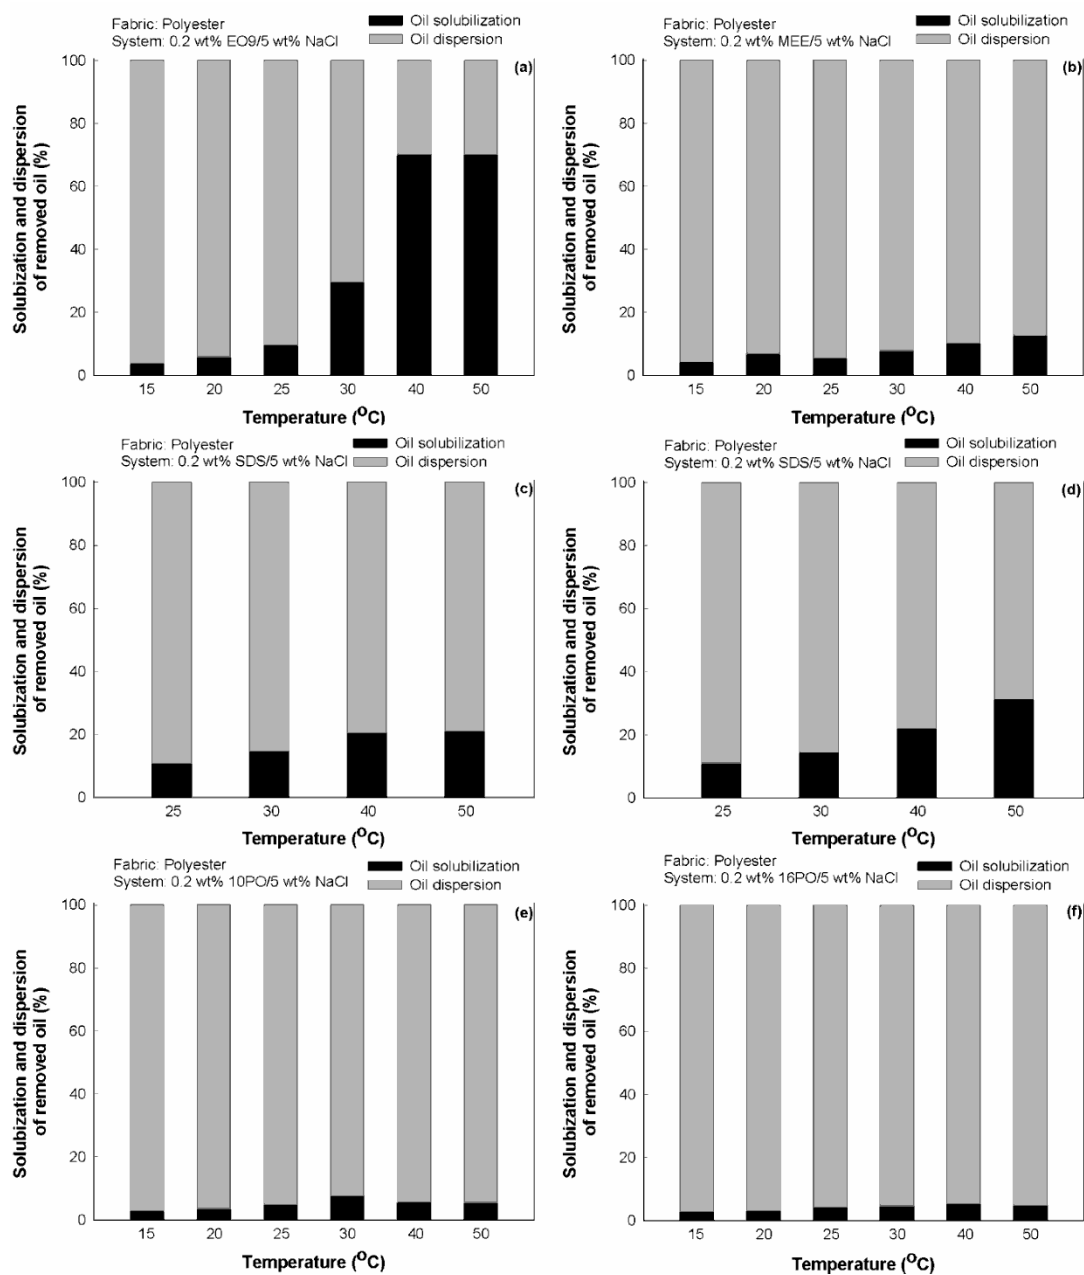 Fabric: Polyester
System: 0.2 wt% EO9/5 wt% NaCl
Oil solubilization
Oil dispersion
(a)
Solubization and dispersion
of removed oil (%)
100
80
60
40
20
0
15 20 25 30 40 50
Temperature (OC)
Fabric: Polyester
System: 0.2 wt% MEE/5 wt% NaCl
Oil solubilization
Oil dispersion
(b)
Solubization and dispersion
of removed oil (%)
100
80
60
40
20
0
15 20 25 30 40 50
Temperature (OC)
Fabric: Polyester
System: 0.2 wt% SDS/5 wt% NaCl
Oil solubilization
Oil dispersion
(c)
Solubization and dispersion
of removed oil (%)
100
80
60
40
20
0
25 30 40 50
Temperature (OC)
Fabric: Polyester
System: 0.2 wt% SDS/5 wt% NaCl
Oil solubilization
Oil dispersion
(d)
Solubization and dispersion
of removed oil (%)
100
80
60
40
20
0
25 30 40 50
Temperature (OC)
Fabric: Polyester
System: 0.2 wt% 10PO/5 wt% NaCl
Oil solubilization
Oil dispersion
(e)
Solubization and dispersion
of removed oil (%)
100
80
60
40
20
0
15 20 25 30 40 50
Temperature (OC)
Fabric: Polyester
System: 0.2 wt% 16PO/5 wt% NaCl
Oil solubilization
Oil dispersion
(f)
Solubization and dispersion
of removed oil (%)
100
80
60
40
20
0
15 20 25 30 40 50
Temperature (OC)